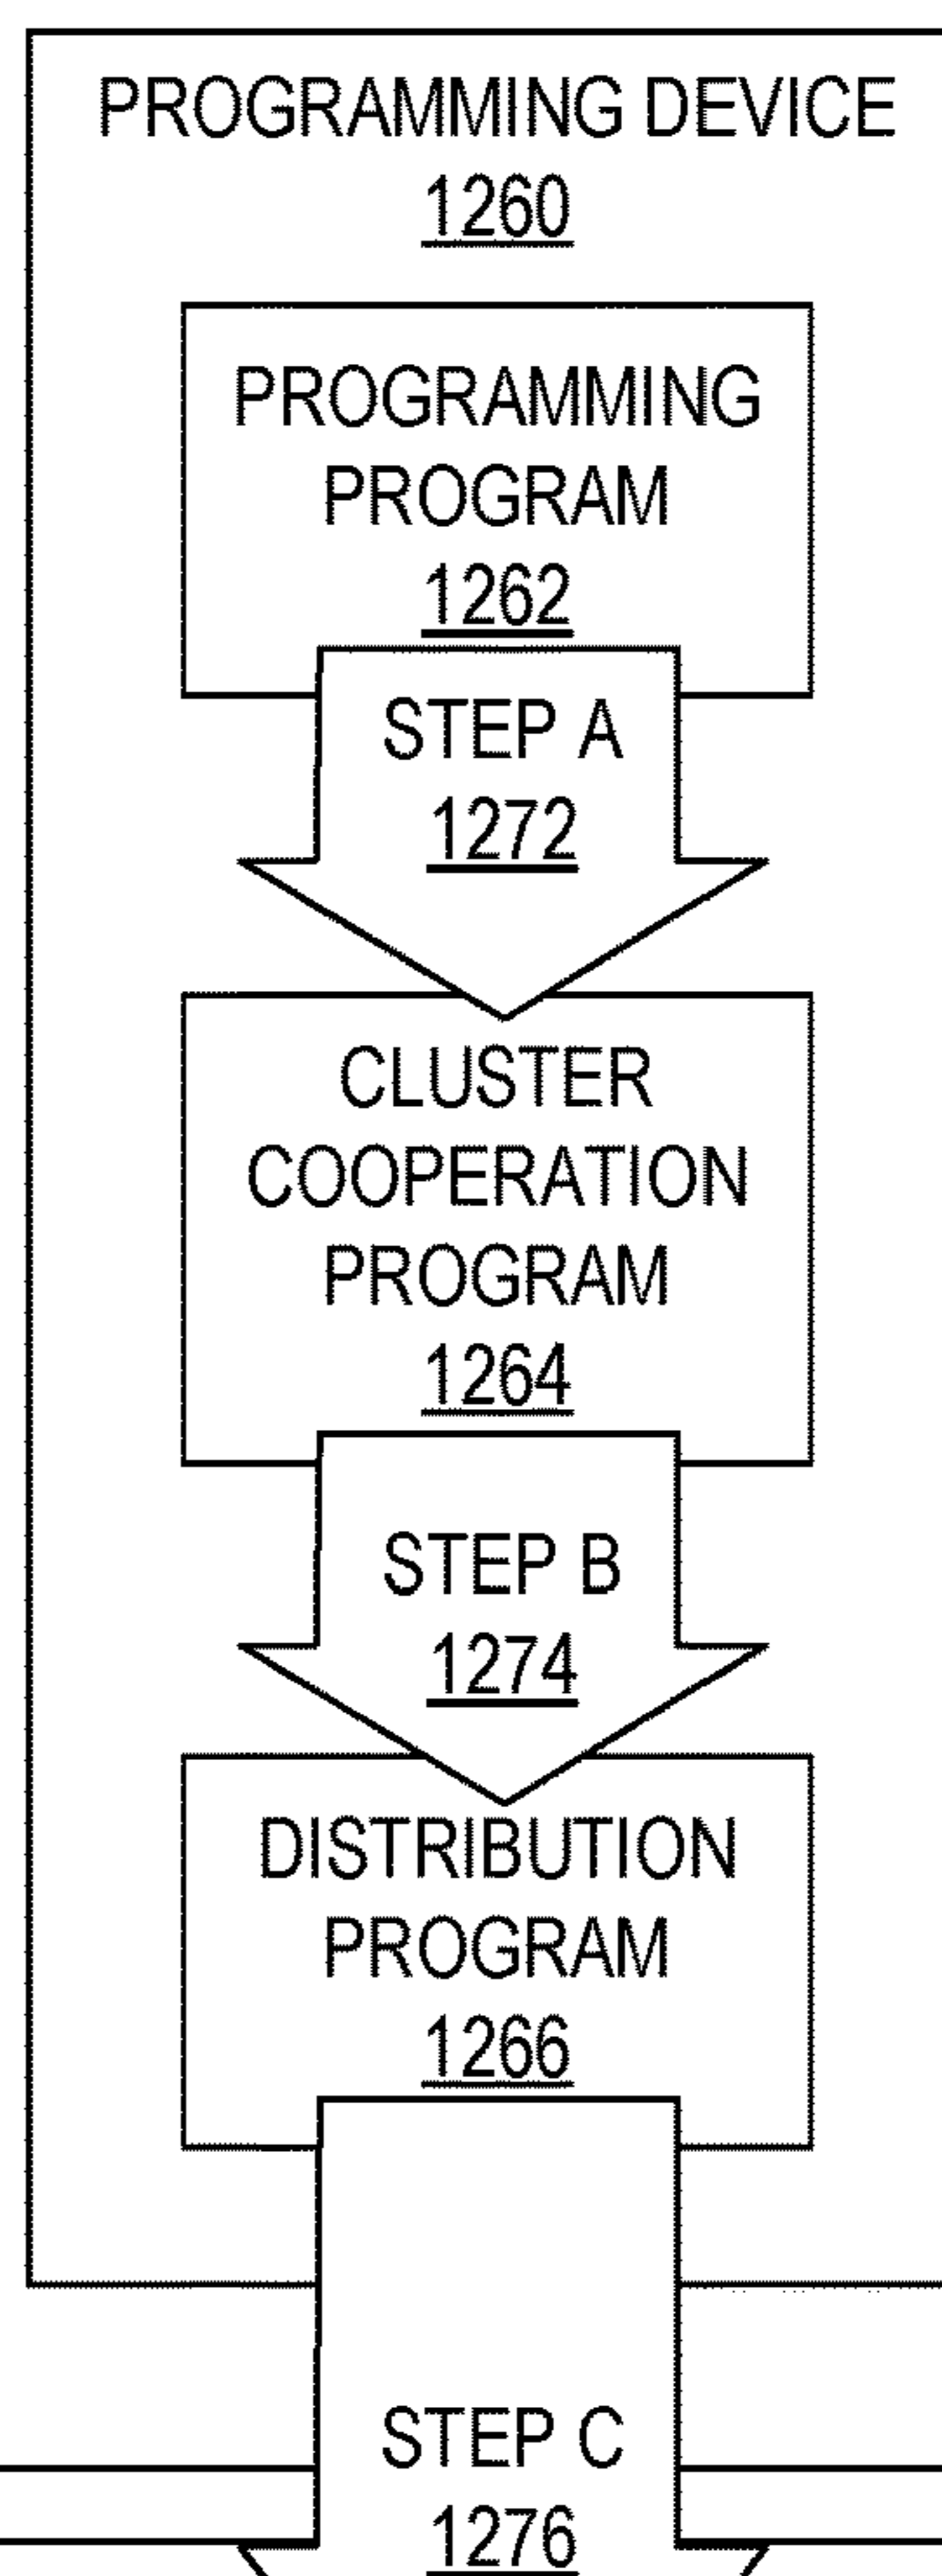 PROGRAMMING DEVICE
1260
PROGRAMMING
PROGRAM
1262
STEP A
1272
CLUSTER
COOPERATION
PROGRAM
1264
STEP B
1274
DISTRIBUTION
PROGRAM
1266
STEP C
1276